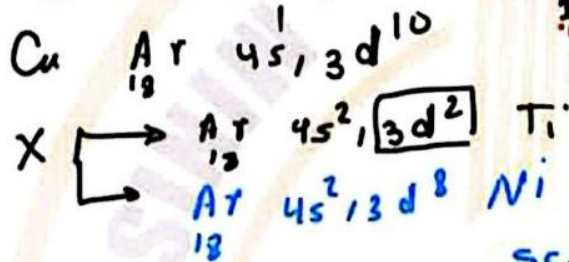 Cu Ar 4s¹, 3d¹⁰
18
X Ar 4s², 3d² Ti
18
Ar 4s², 3d⁸ Ni
18